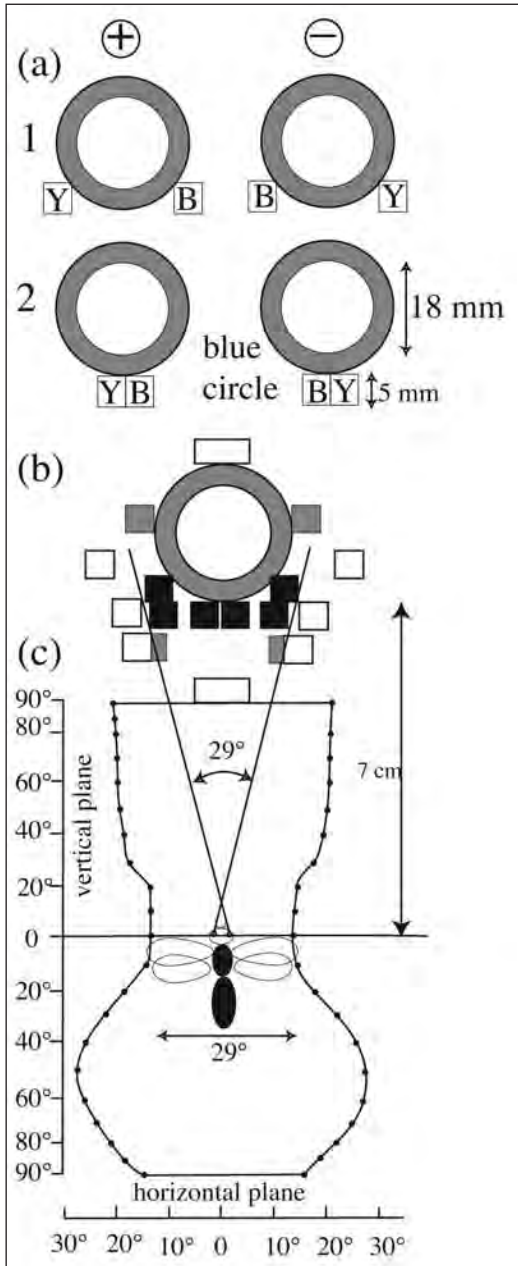 + −
(a)
1
Y B B Y
2
18 mm
blue
circle
Y B B Y 5 mm
(b)
(c)
90°
80°
60°
40°
20°
0
20°
40°
60°
80°
90°
vertical plane
29°
7 cm
29°
horizontal plane
30° 20° 10° 0 10° 20° 30°